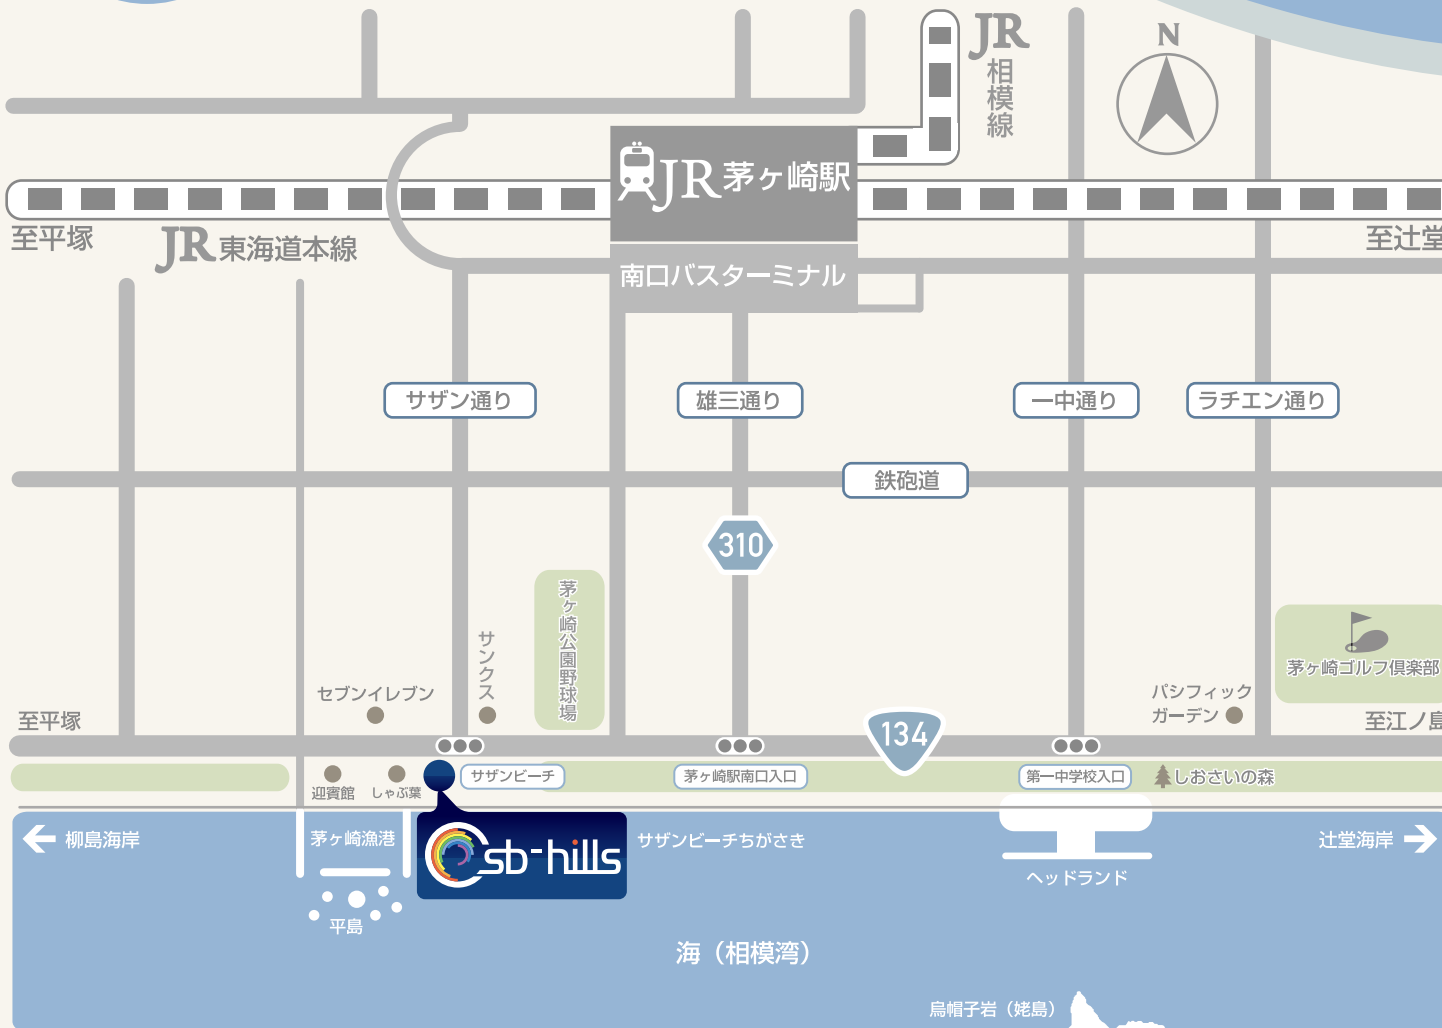 JR
相模線
N
JR茅ヶ崎駅
至平塚
JR東海道本線
至辻堂
南口バスターミナル
サザン通り
雄三通り
一中通り
ラチエン通り
鉄砲道
310
茅ヶ崎公園野球場
サンクス
セブンイレブン
茅ヶ崎ゴルフ倶楽部
パシフィック
ガーデン
至平塚
134
至江ノ島
迎賓館
しゃぶ葉
サザンビーチ
茅ヶ崎駅南口入口
第一中学校入口
しおさいの森
柳島海岸
茅ヶ崎漁港
sb-hills
サザンビーチちがさき
辻堂海岸
ヘッドランド
平島
海（相模湾）
烏帽子岩（姥島）